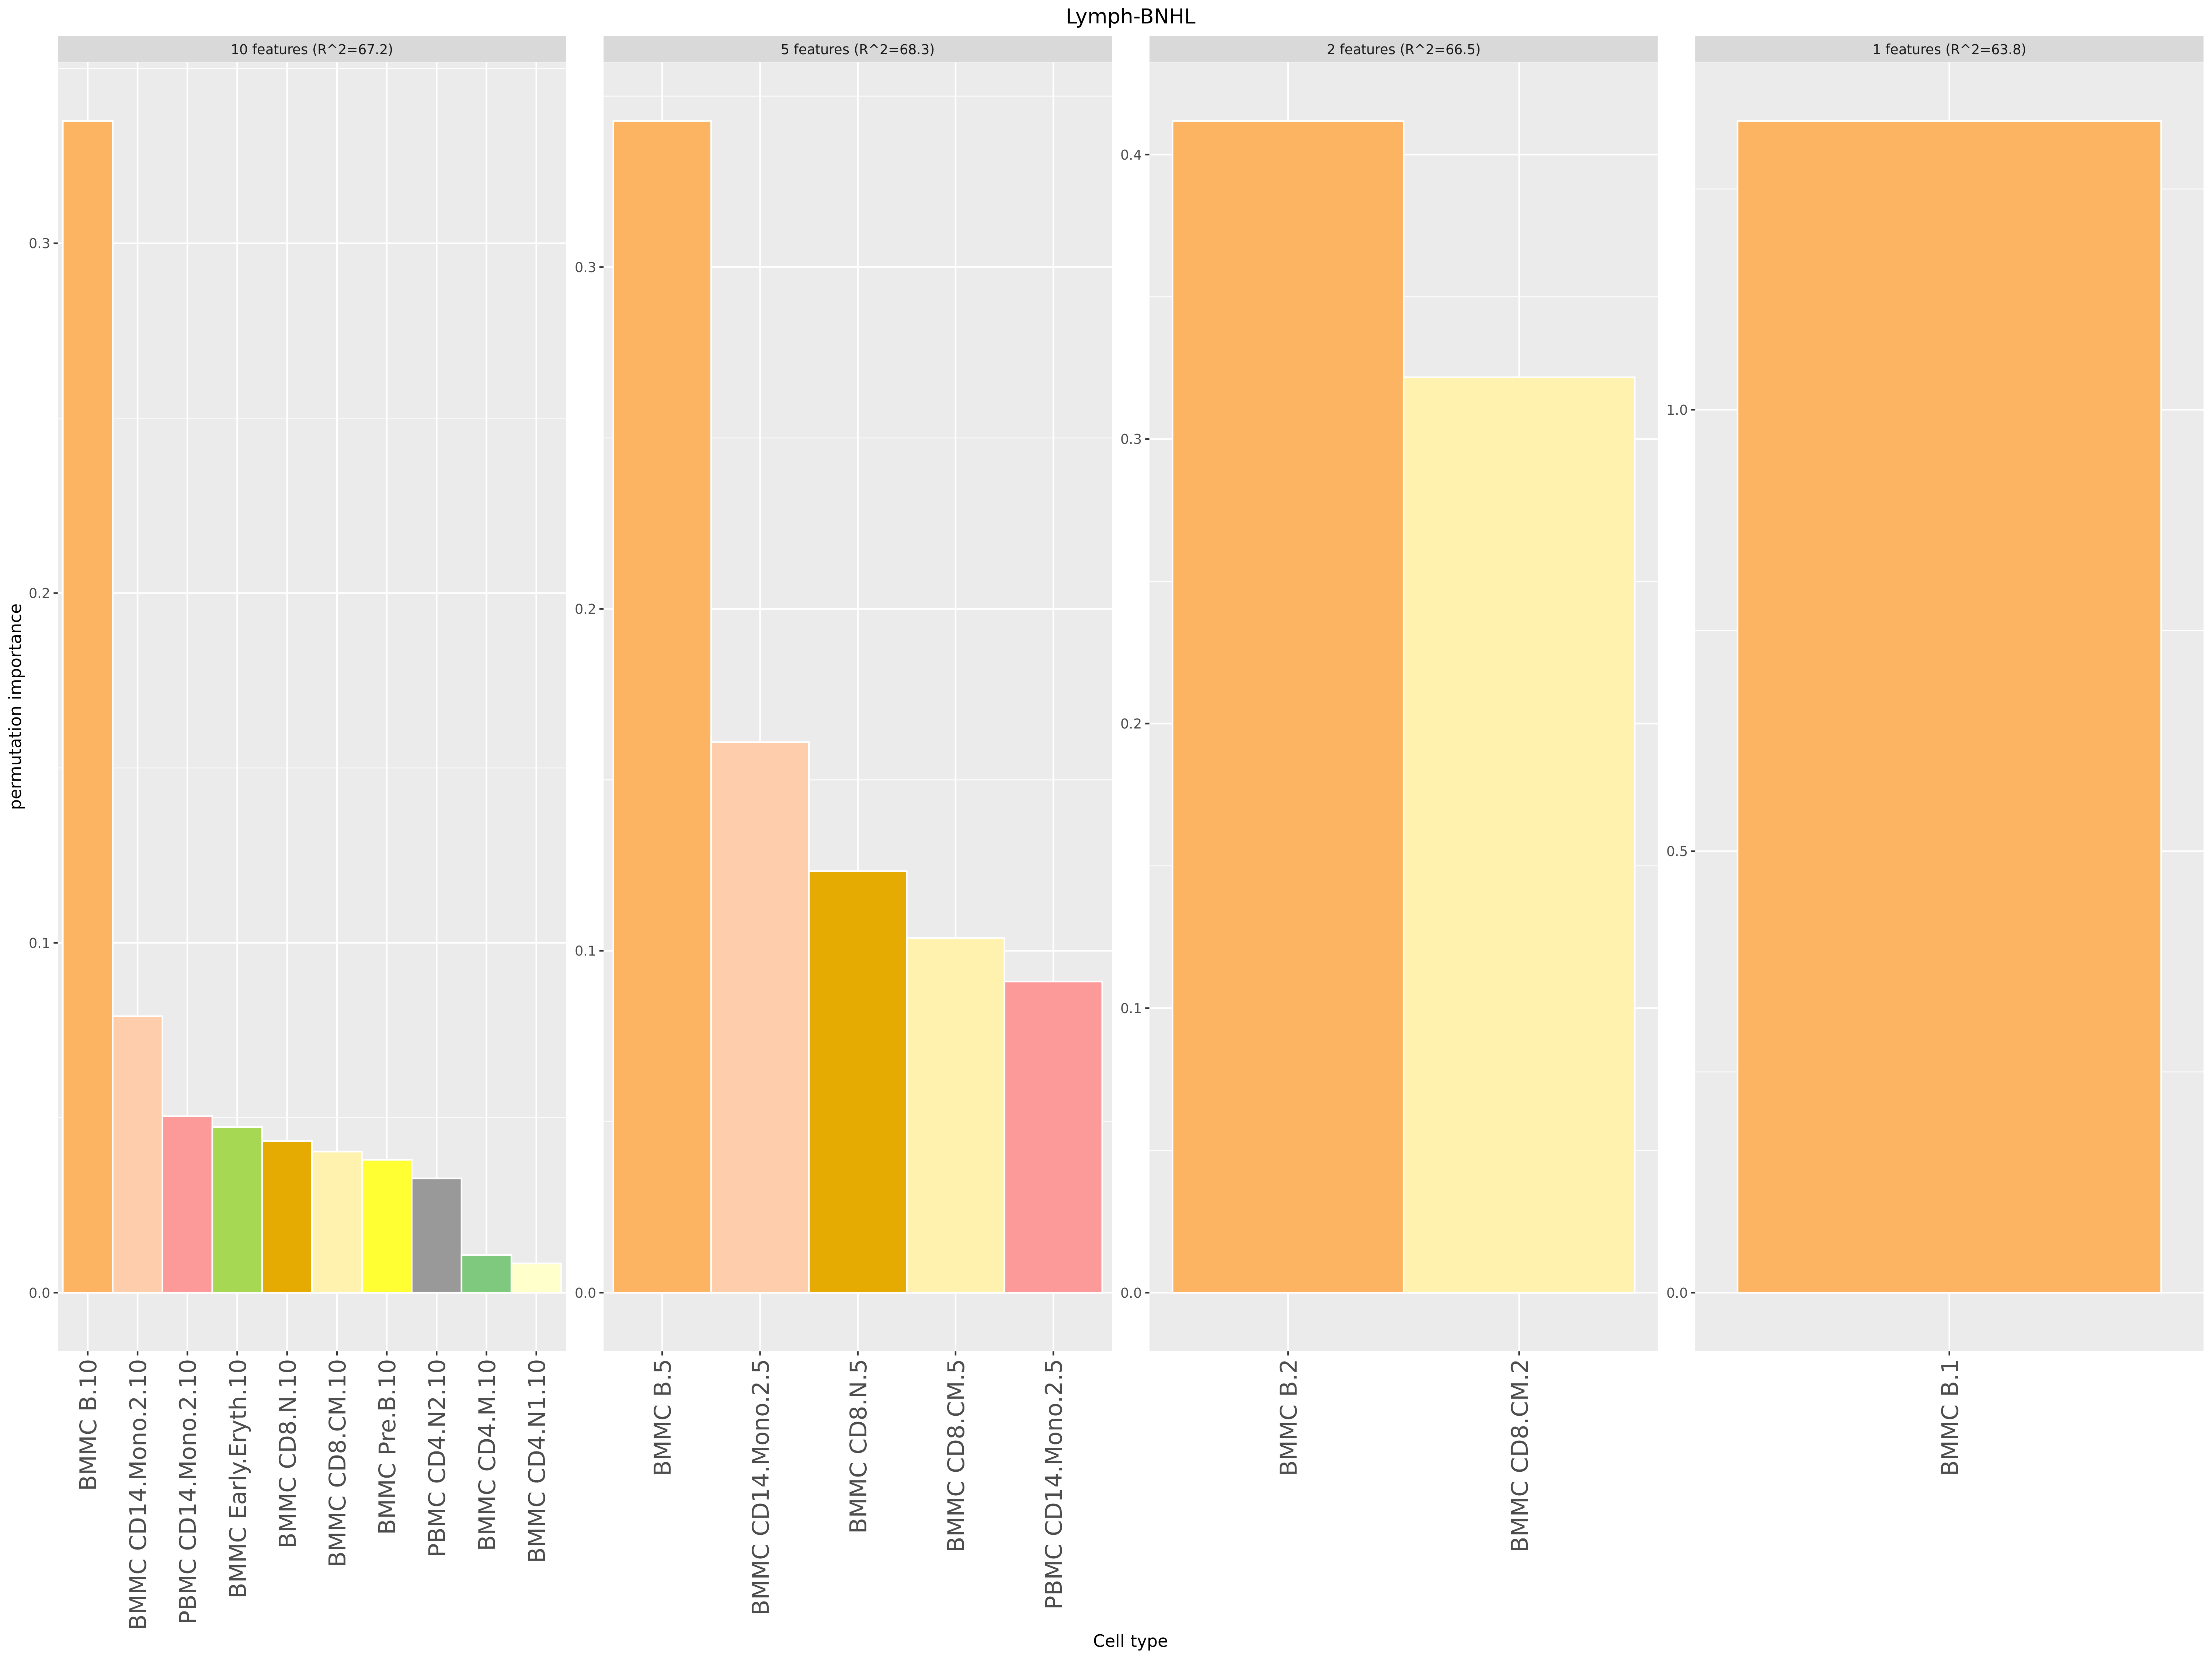 Lymph-BNHL
10 features (R^2=67.2)
5 features (R^2=68.3)
2 features (R^2=66.5)
1 features (R^2=63.8)
permutation importance
0.3
0.2
0.1
0.0
0.3
0.2
0.1
0.0
0.4
0.3
0.2
0.1
0.0
1.0
0.5
0.0
BMMC B.10
BMMC CD14.Mono.2.10
PBMC CD14.Mono.2.10
BMMC Early.Eryth.10
BMMC CD8.N.10
BMMC CD8.CM.10
BMMC Pre.B.10
PBMC CD4.N2.10
BMMC CD4.M.10
BMMC CD4.N1.10
BMMC B.5
BMMC CD14.Mono.2.5
BMMC CD8.N.5
BMMC CD8.CM.5
PBMC CD14.Mono.2.5
BMMC B.2
BMMC CD8.CM.2
BMMC B.1
Cell type